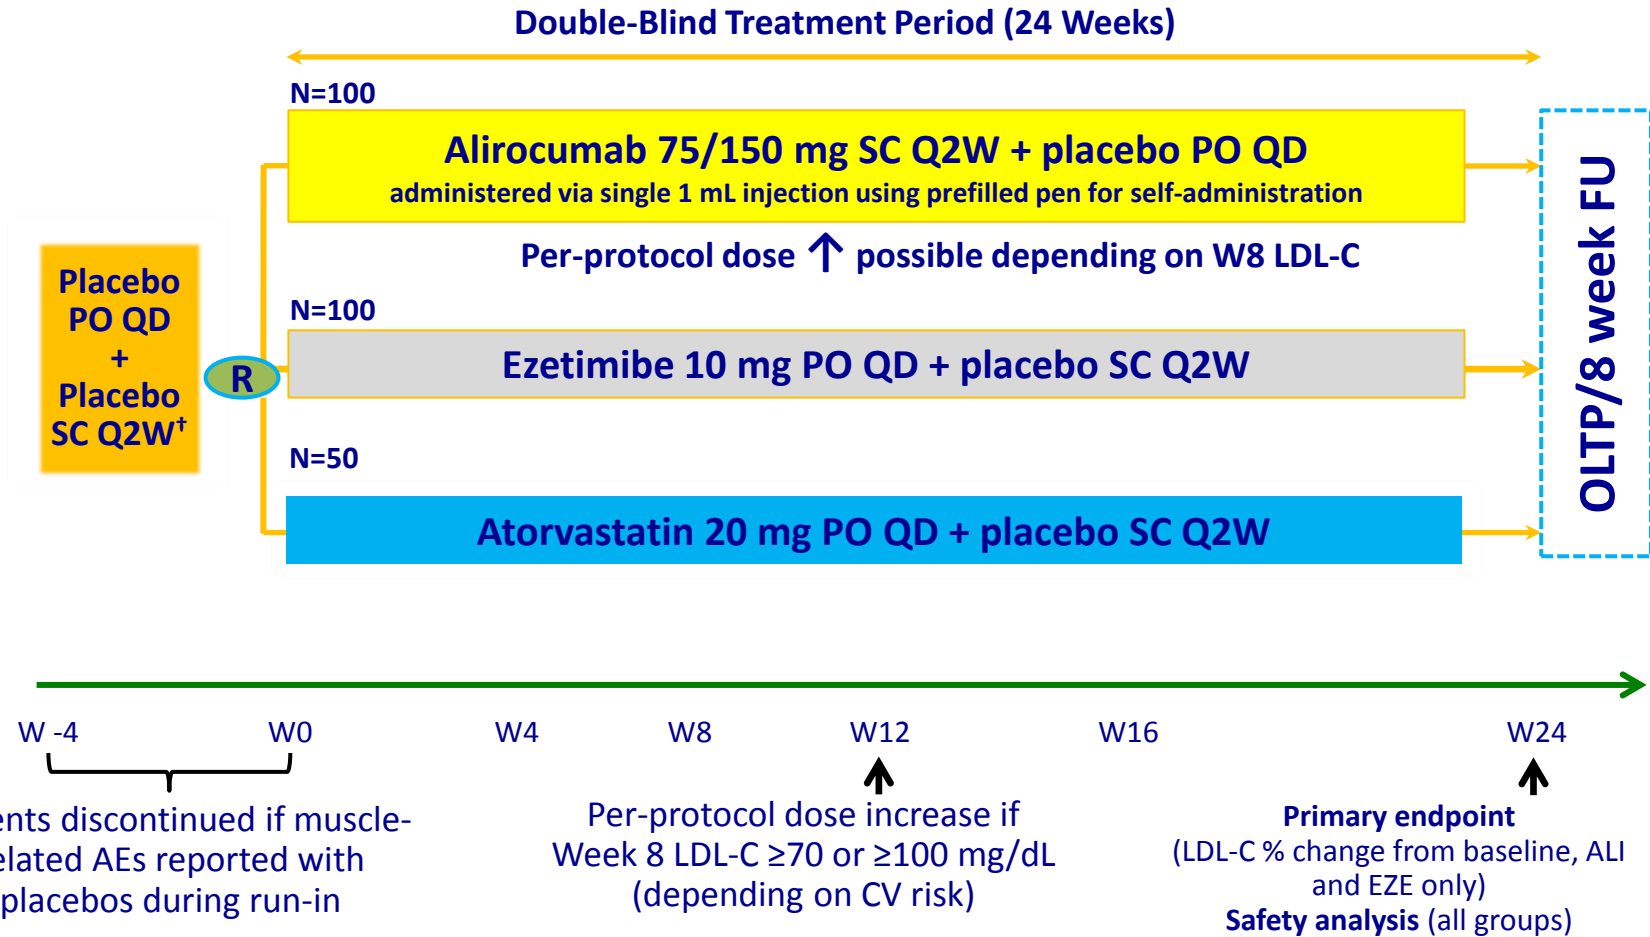 Double-Blind Treatment Period (24 Weeks)
N=100
Alirocumab 75/150 mg SC Q2W + placebo PO QD
administered via single 1 mL injection using prefilled pen for self-administration
Per-protocol dose ↑ possible depending on W8 LDL-C
Placebo
PO QD
+
Placebo
SC Q2W†
R
N=100
Ezetimibe 10 mg PO QD + placebo SC Q2W
N=50
Atorvastatin 20 mg PO QD + placebo SC Q2W
OLTP/8 week FU
W -4
W0
W4
W8
W12
W16
W24
ents discontinued if muscle-
elated AEs reported with
placebos during run-in
Per-protocol dose increase if
Week 8 LDL-C ≥70 or ≥100 mg/dL
(depending on CV risk)
Primary endpoint
(LDL-C % change from baseline, ALI
and EZE only)
Safety analysis (all groups)